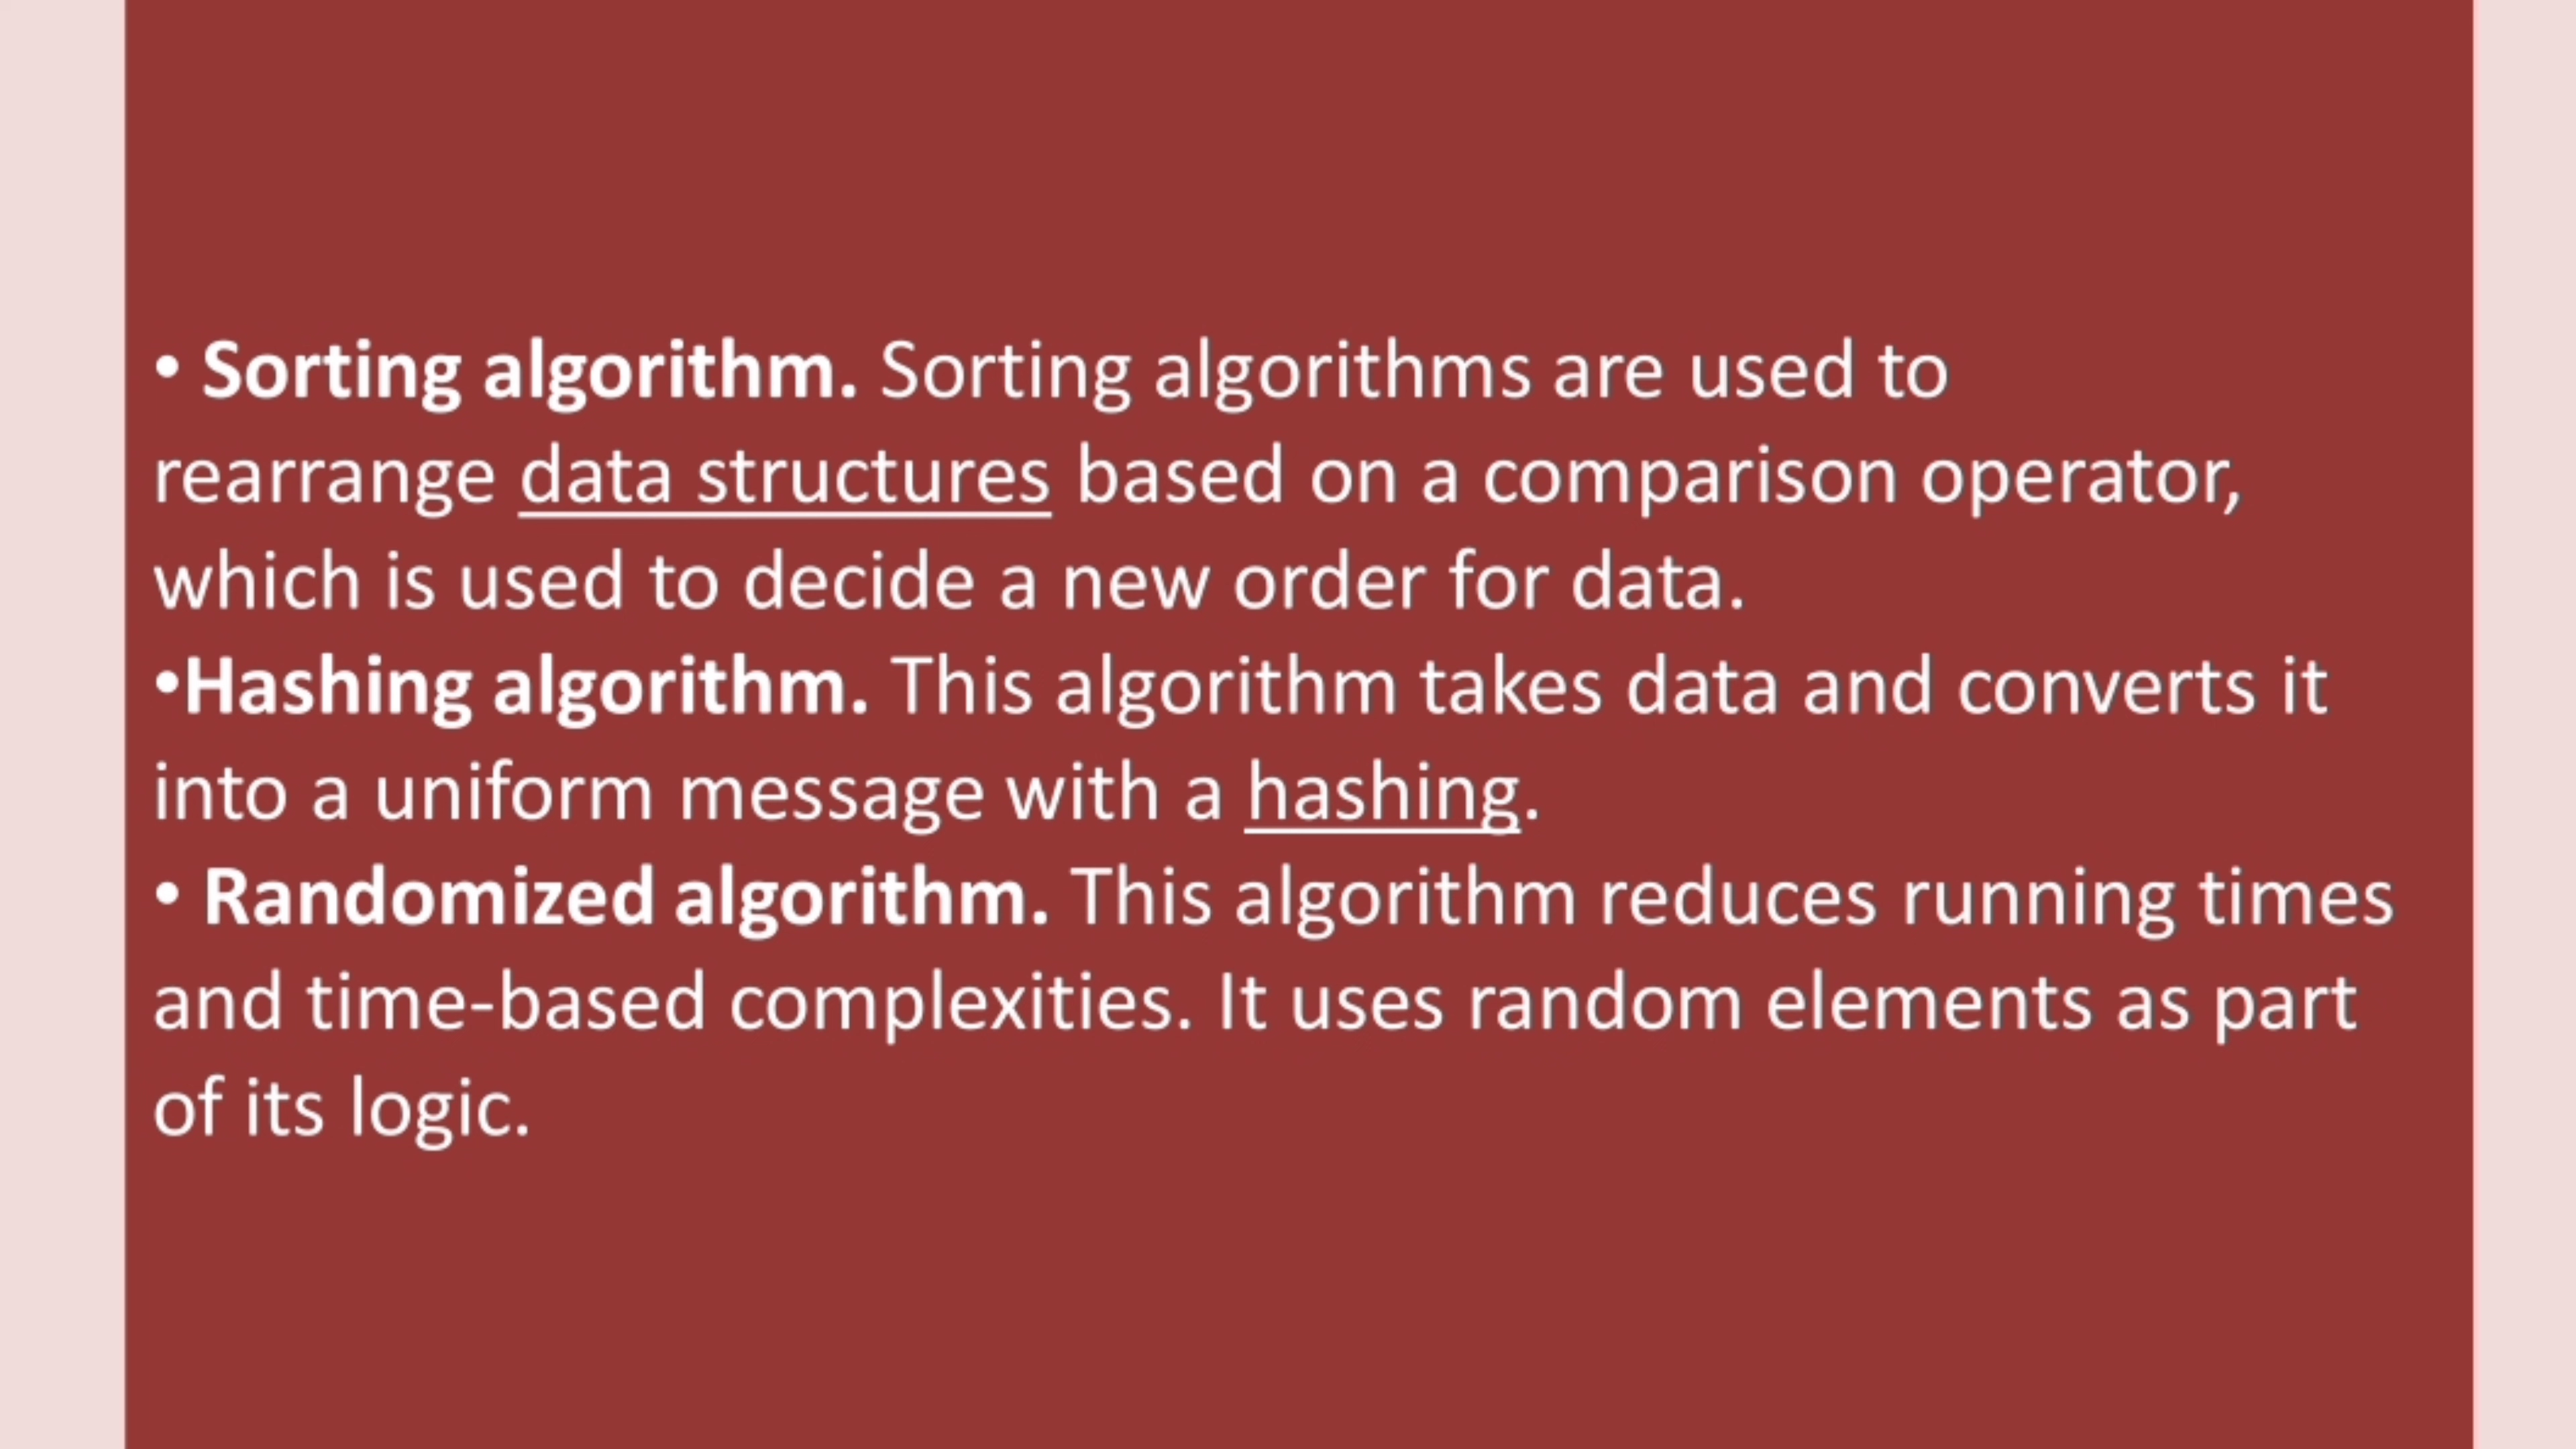 • Sorting algorithm. Sorting algorithms are used to
rearrange data structures based on a comparison operator,
which is used to decide a new order for data.
•Hashing algorithm. This algorithm takes data and converts it
into a uniform message with a hashing.
• Randomized algorithm. This algorithm reduces running times
and time-based complexities. It uses random elements as part
of its logic.